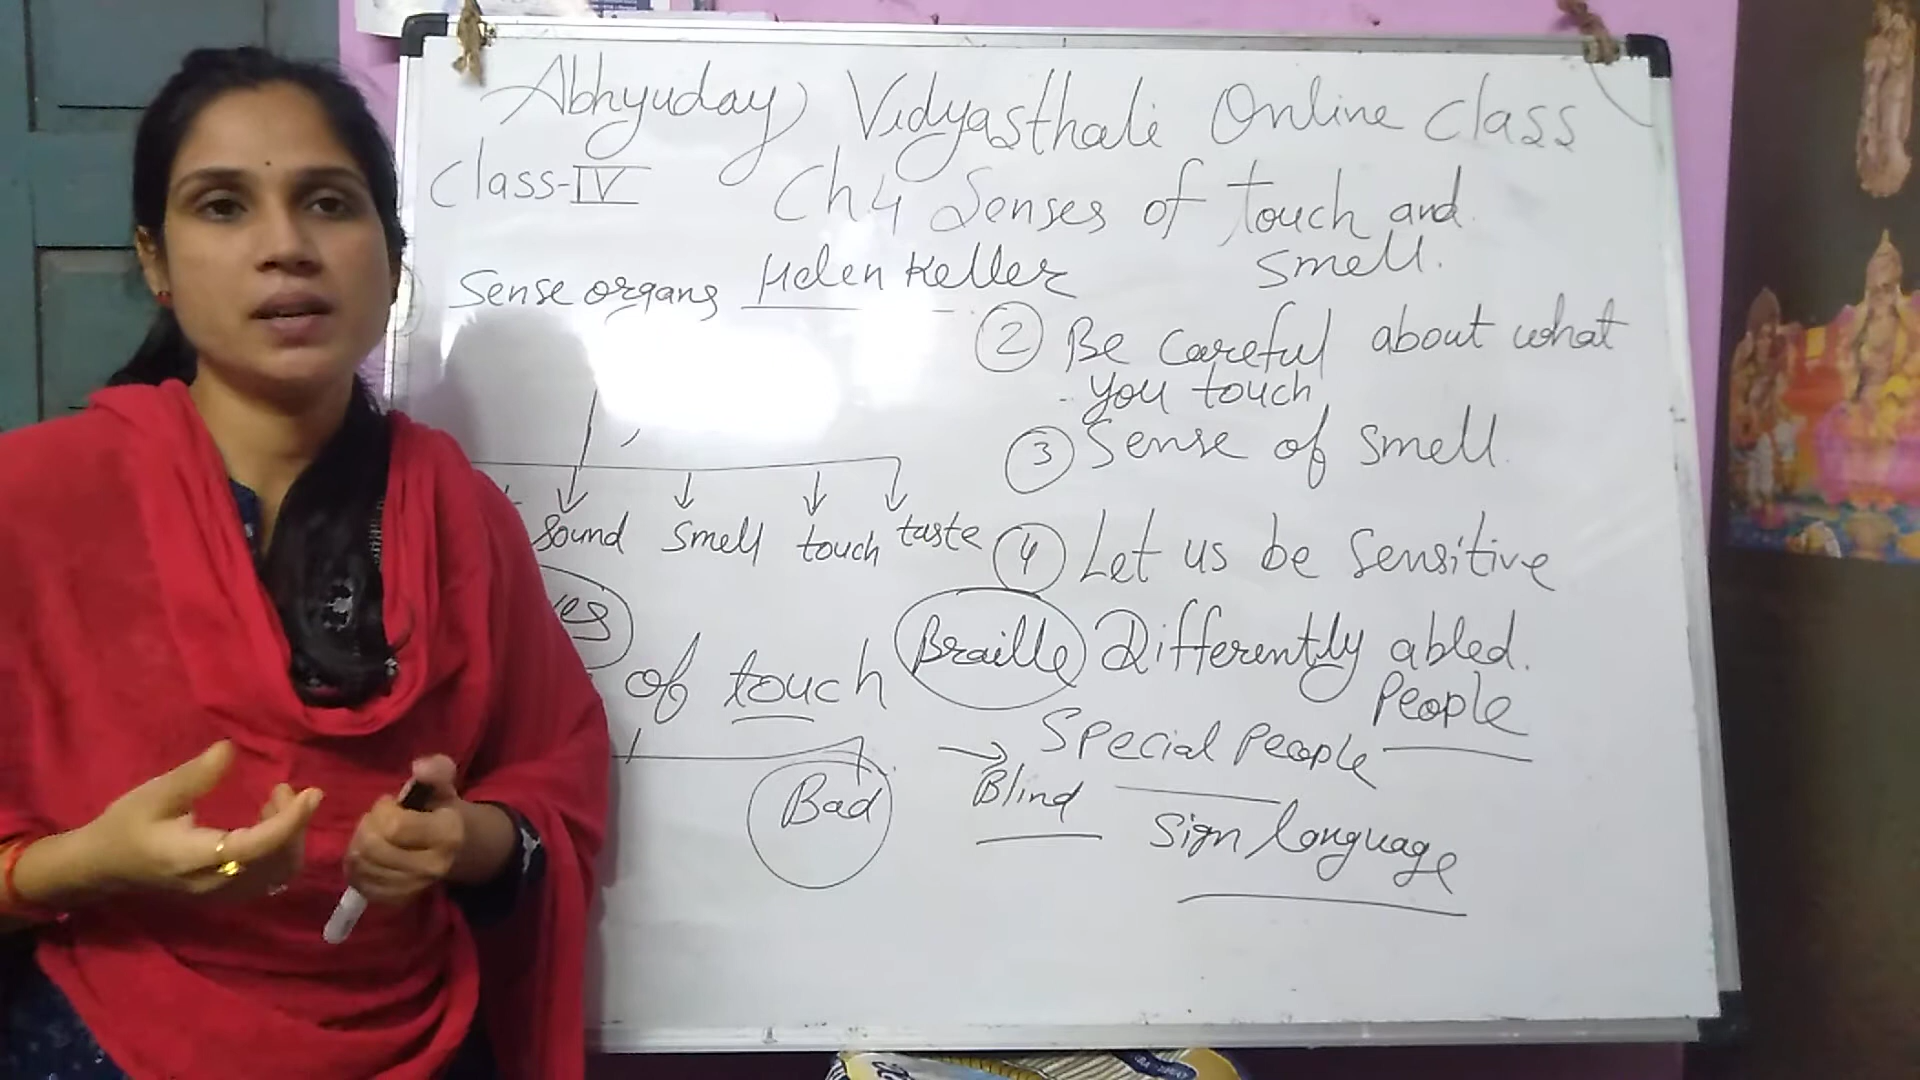 Abhyuday Vidyasthali Online Class
Class-IV
Ch 4 Senses of touch and
smell.
Sense organs
Helen Keller
② Be careful about what
you touch
③ Sense of smell
Sound smell touch taste
④ Let us be sensitive
of touch
Braille
Differently abled.
People
→ Special People
Bad
Blind
Sign language